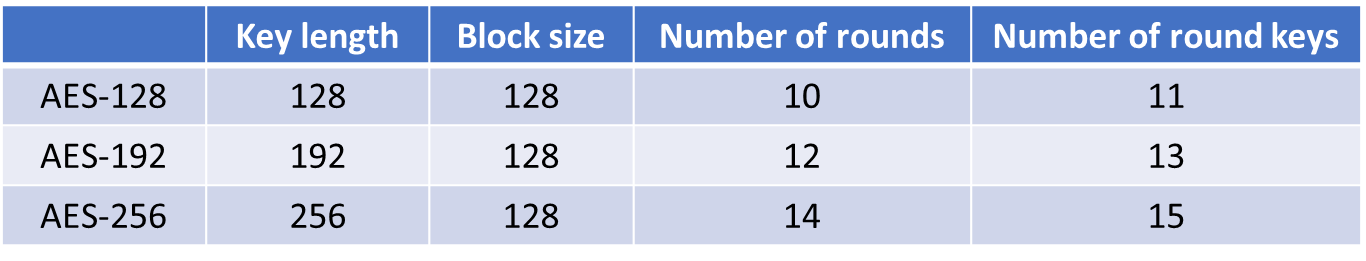 Key length Block size Number of rounds Number of round keys
AES-128 128 128 10 11
AES-192 192 128 12 13
AES-256 256 128 14 15